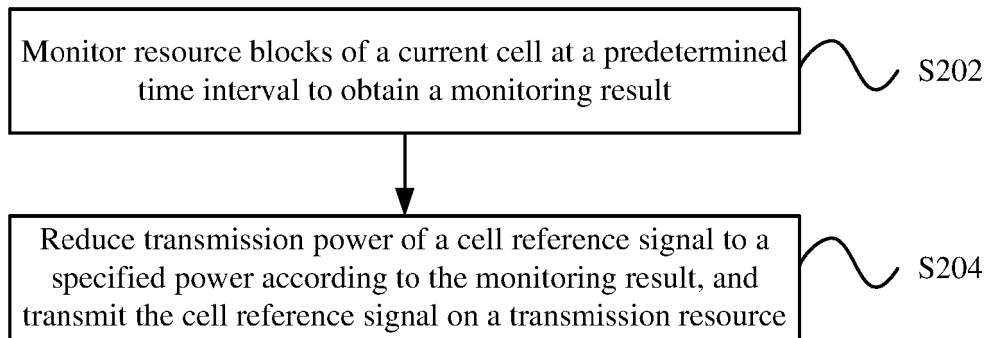 Monitor resource blocks of a current cell at a predetermined
time interval to obtain a monitoring result
S202
Reduce transmission power of a cell reference signal to a
specified power according to the monitoring result, and
transmit the cell reference signal on a transmission resource
S204